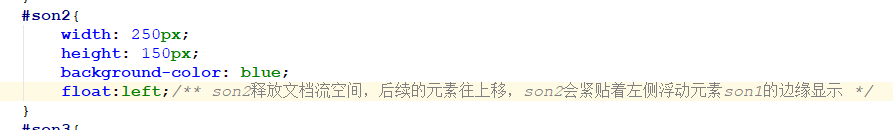 #son2{
width: 250px;
height: 150px;
background-color: blue;
float:left;/** son2释放文档流空间，后续的元素往上移，son2会紧贴着左侧浮动元素son1的边缘显示 */
}
#son3{